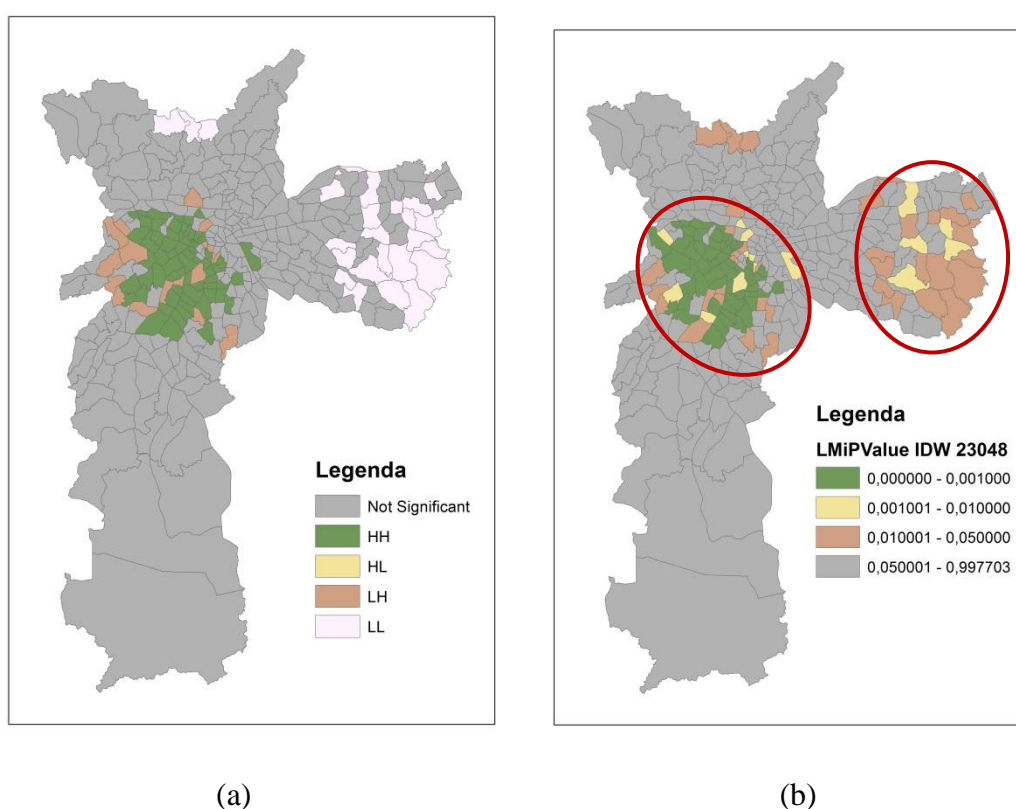 Legenda
Not Significant
HH
HL
LH
LL
Legenda
LMiPValue IDW 23048
0,000000 - 0,001000
0,001001 - 0,010000
0,010001 - 0,050000
0,050001 - 0,997703
(a)
(b)